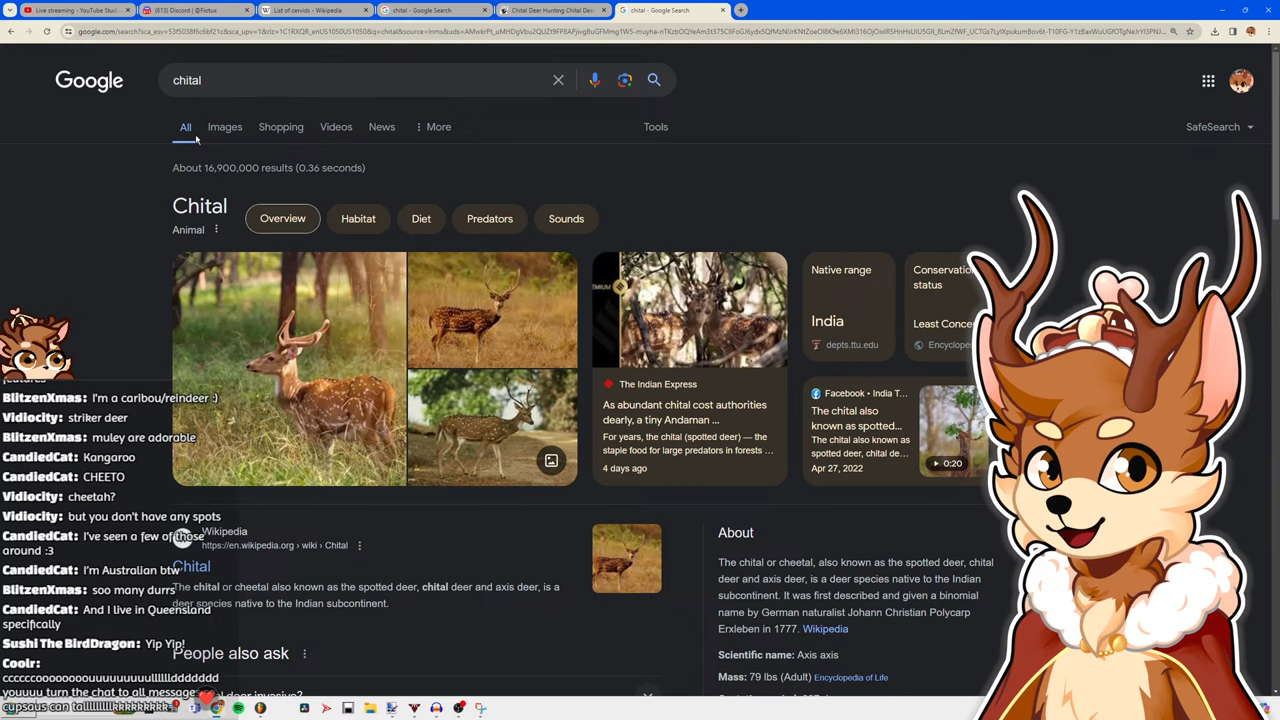 Live streaming - YouTube Studi
(613) Discord | @Fiotux
List of cervids - Wikipedia
chital - Google Search
Chital Deer Hunting Chital Dee
chital - Google Search
Google
chital
All
Images
Shopping
Videos
News
More
Tools
SafeSearch
About 16,900,000 results (0.36 seconds)
Chital
Animal
Overview
Habitat
Diet
Predators
Sounds
The Indian Express
As abundant chital cost authorities
dearly, a tiny Andaman ...
For years, the chital (spotted deer) — the
staple food for large predators in forests ...
4 days ago
Native range
India
depts.ttu.edu
Conservatio
status
Least Conce
Encyclope
Facebook • India T...
The chital also
known as spotted
spotted deer, chital de...
Apr 27, 2022
0:20
features
BlitzenXmas: I'm a caribou/reindeer :)
Vidiocity: striker deer
BlitzenXmas: muley are adorable
CandiedCat: Kangaroo
CandiedCat: CHEETO
Vidiocity: cheetah?
Vidiocity: but you don't have any spots
CandiedCat: I've seen a few of those
around :3
CandiedCat: I'm Australian btw
Vidiocity: soo many durrs
CandiedCat: And I live in Queensland
specifically
Sushi The BirdDragon: Yip Yip!
Coolr:
youuuu turn the chat to all message
Wikipedia
https://en.wikipedia.org › wiki › Chital
Chital
The chital or cheetal, also known as the spotted deer, chital deer and axis deer, is a
deer species native to the Indian subcontinent.
People also ask
deer invasive?
About
The chital or cheetal, also known as the spotted deer, chital
deer and axis deer, is a deer species native to the Indian
subcontinent. It was first described and given a binomial
name by German naturalist Johann Christian Polycarp
Erxleben in 1777. Wikipedia
Scientific name: Axis axis
Mass: 79 lbs (Adult) Encyclopedia of Life